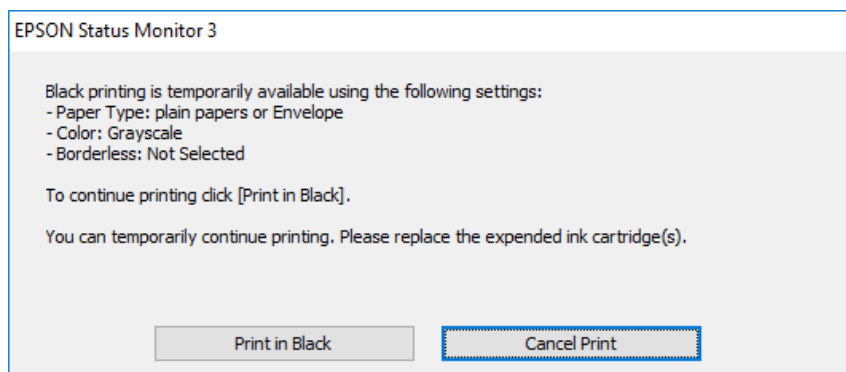 EPSON Status Monitor 3
Black printing is temporarily available using the following settings:
- Paper Type: plain papers or Envelope
- Color: Grayscale
- Borderless: Not Selected
To continue printing click [Print in Black].
You can temporarily continue printing. Please replace the expended ink cartridge(s).
Print in Black
Cancel Print